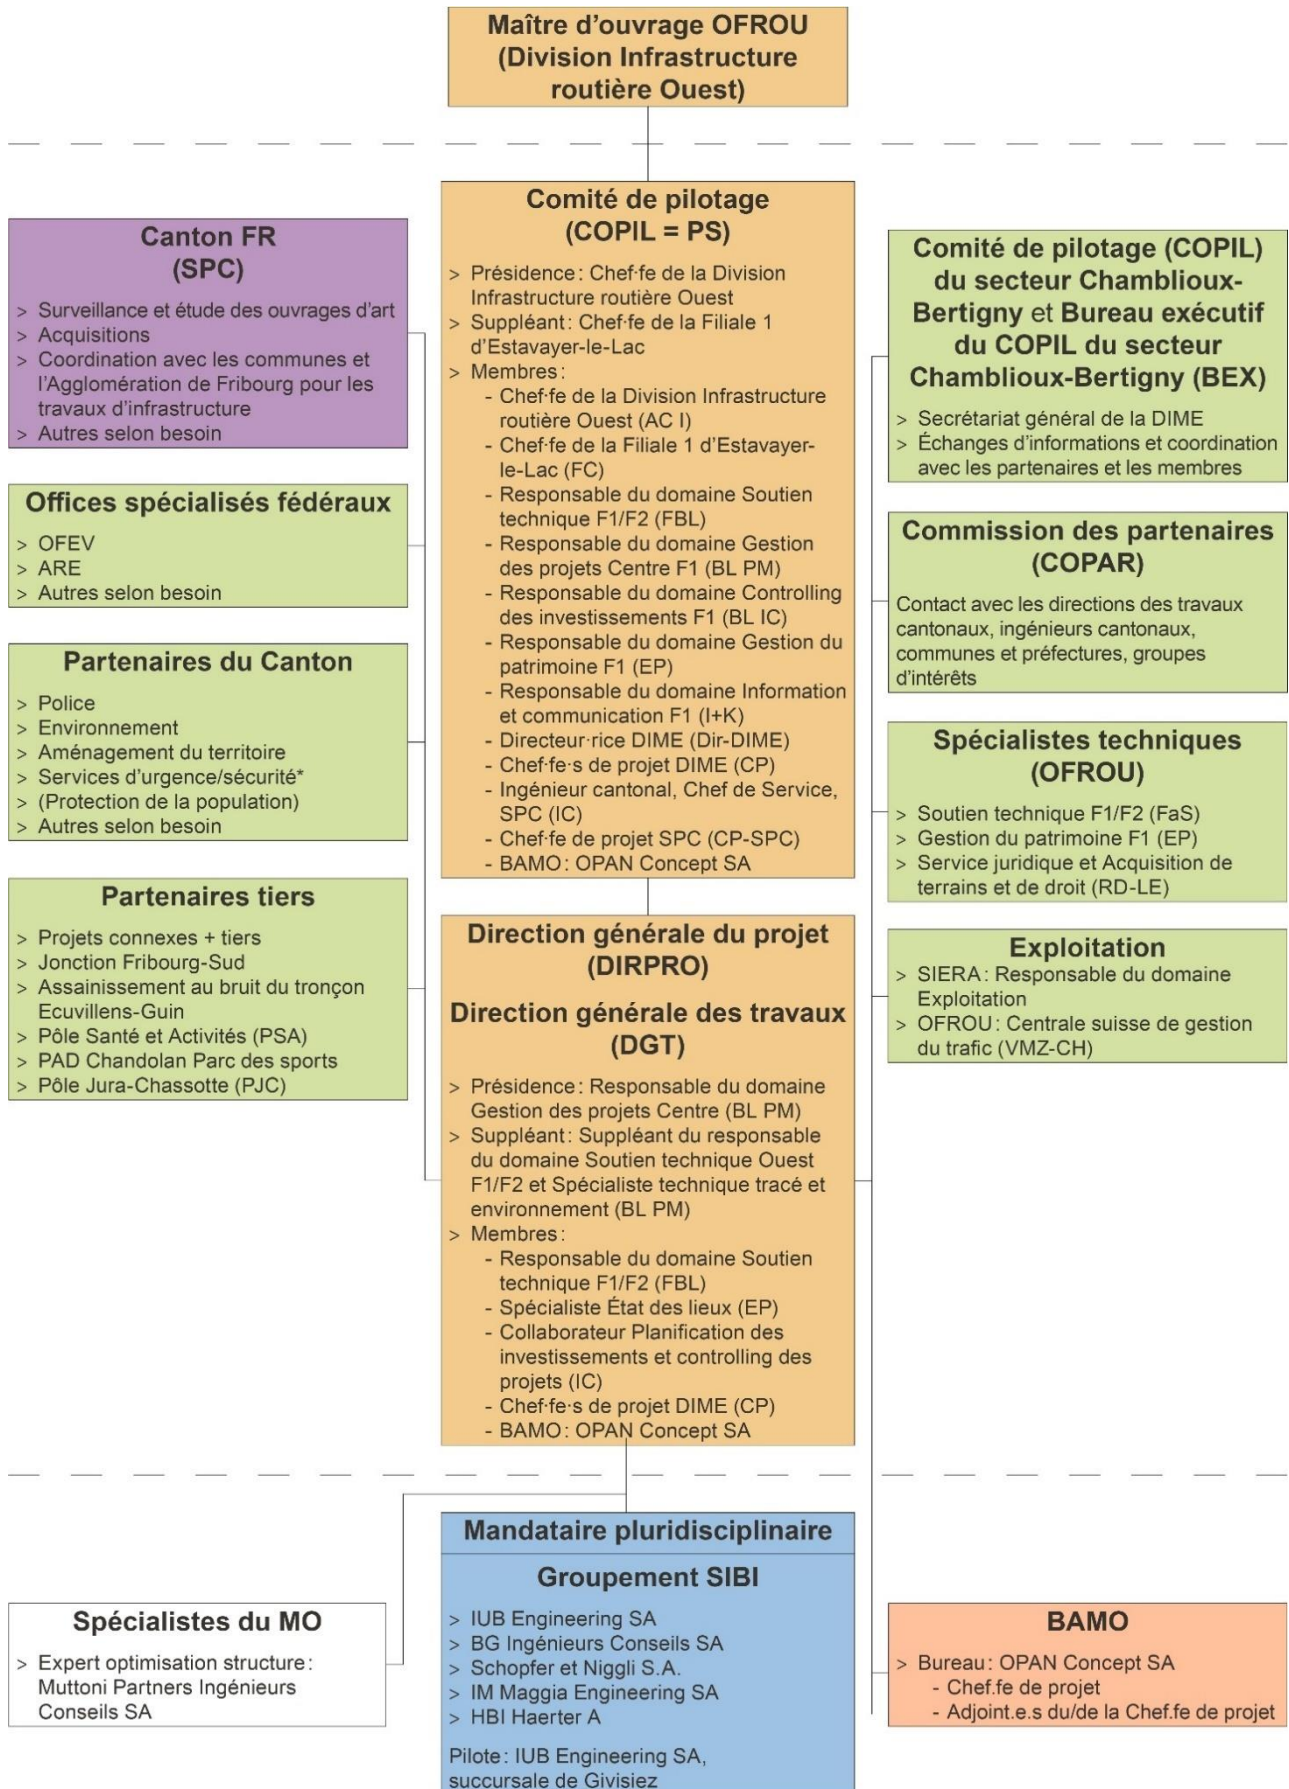 Maître d'ouvrage OFROU
(Division Infrastructure
routière Ouest)
Canton FR
(SPC)
> Surveillance et étude des ouvrages d'art
> Acquisitions
> Coordination avec les communes et
l'Agglomération de Fribourg pour les
travaux d'infrastructure
> Autres selon besoin
Offices spécialisés fédéraux
> OFEV
> ARE
> Autres selon besoin
Partenaires du Canton
> Police
> Environnement
> Aménagement du territoire
> Services d'urgence/sécurité*
> (Protection de la population)
> Autres selon besoin
Partenaires tiers
> Projets connexes + tiers
> Jonction Fribourg-Sud
> Assainissement au bruit du tronçon
Ecuvillens-Guin
> Pôle Santé et Activités (PSA)
> PAD Chandolan Parc des sports
> Pôle Jura-Chassotte (PJC)
Comité de pilotage
(COPIL = PS)
> Présidence : Chef·fe de la Division
Infrastructure routière Ouest
> Suppléant : Chef·fe de la Filiale 1
d'Estavayer-le-Lac
> Membres :
- Chef·fe de la Division Infrastructure
routière Ouest (AC I)
- Chef·fe de la Filiale 1 d'Estavayer-
le-Lac (FC)
- Responsable du domaine Soutien
technique F1/F2 (FBL)
- Responsable du domaine Gestion
des projets Centre F1 (BL PM)
- Responsable du domaine Controlling
des investissements F1 (BL IC)
- Responsable du domaine Gestion du
patrimoine F1 (EP)
- Responsable du domaine Information
et communication F1 (I+K)
- Directeur·rice DIME (Dir-DIME)
- Chef·fe·s de projet DIME (CP)
- Ingénieur cantonal, Chef de Service,
SPC (IC)
- Chef·fe de projet SPC (CP-SPC)
- BAMO : OPAN Concept SA
Direction générale du projet
(DIRPRO)
Direction générale des travaux
(DGT)
> Présidence : Responsable du domaine
Gestion des projets Centre (BL PM)
> Suppléant : Suppléant du responsable
du domaine Soutien technique Ouest
F1/F2 et Spécialiste technique tracé et
environnement (BL PM)
> Membres :
- Responsable du domaine Soutien
technique F1/F2 (FBL)
- Spécialiste État des lieux (EP)
- Collaborateur Planification des
investissements et controlling des
projets (IC)
- Chef·fe·s de projet DIME (CP)
- BAMO : OPAN Concept SA
Comité de pilotage (COPIL)
du secteur Chamblioux-
Bertigny et Bureau exécutif
du COPIL du secteur
Chamblioux-Bertigny (BEX)
> Secrétariat général de la DIME
> Échanges d'informations et coordination
avec les partenaires et les membres
Commission des partenaires
(COPAR)
Contact avec les directions des travaux
cantonaux, ingénieurs cantonaux,
communes et préfectures, groupes
d'intérêts
Spécialistes techniques
(OFROU)
> Soutien technique F1/F2 (FaS)
> Gestion du patrimoine F1 (EP)
> Service juridique et Acquisition de
terrains et de droit (RD-LE)
Exploitation
> SIERA : Responsable du domaine
Exploitation
> OFROU : Centrale suisse de gestion
du trafic (VMZ-CH)
Spécialistes du MO
> Expert optimisation structure :
Muttoni Partners Ingénieurs
Conseils SA
Mandataire pluridisciplinaire
Groupement SIBI
> IUB Engineering SA
> BG Ingénieurs Conseils SA
> Schopfer et Niggli S.A.
> IM Maggia Engineering SA
> HBI Haerter A
Pilote : IUB Engineering SA,
succursale de Givisiez
BAMO
> Bureau : OPAN Concept SA
- Chef.fe de projet
- Adjoint.e.s du/de la Chef.fe de projet